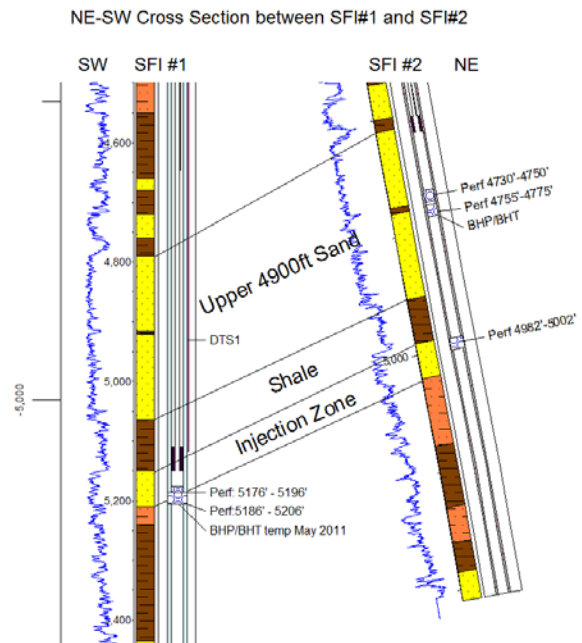 NE-SW Cross Section between SFI#1 and SFI#2
SW
SFI #1
SFI #2
NE
4,600
4,800
5,000
5,200
,400
-5,000
5,000
Upper 4900ft Sand
Shale
Injection Zone
DTS1
Perf: 5176' - 5196'
Perf:5186' - 5206'
BHP/BHT temp May 2011
Perf 4730'-4750'
Perf 4755'-4775'
BHP/BHT
Perf 4982'-5002'